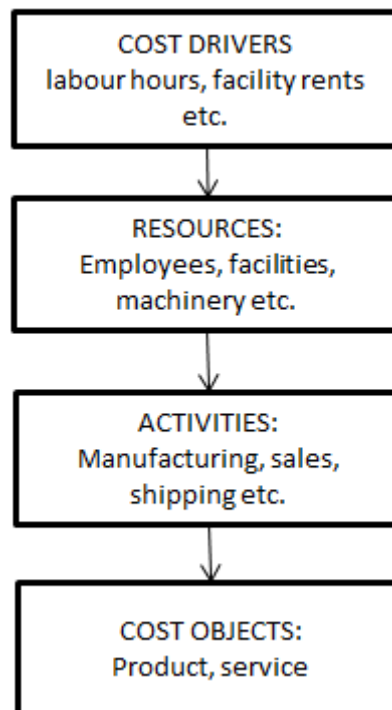 COST DRIVERS
labour hours, facility rents
etc.
RESOURCES:
Employees, facilities,
machinery etc.
ACTIVITIES:
Manufacturing, sales,
shipping etc.
COST OBJECTS:
Product, service